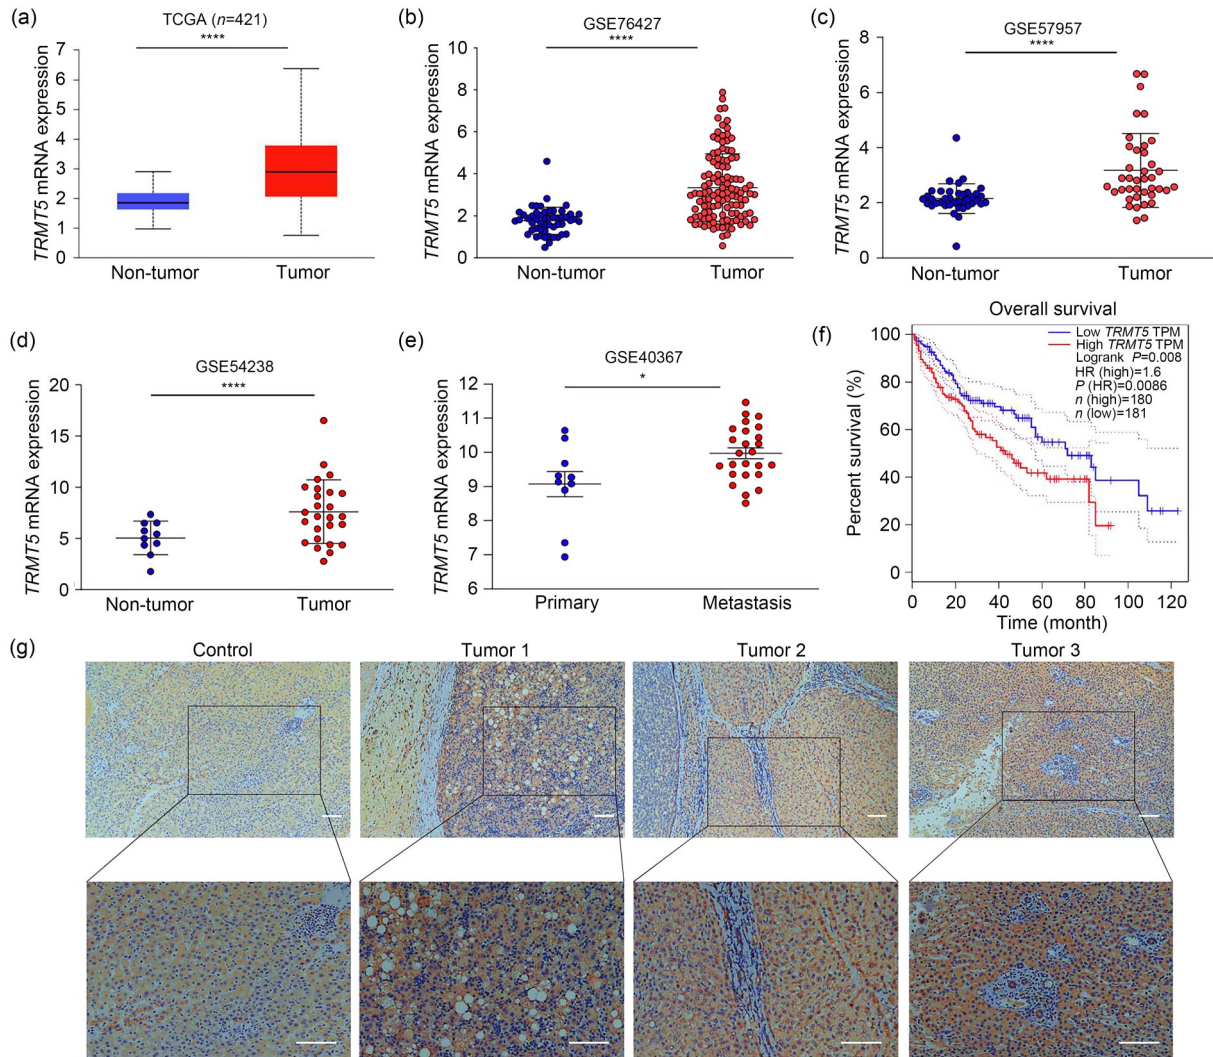 (a)
TCGA (n=421)
****
TRMT5 mRNA expression
7
6
5
4
3
2
1
0
Non-tumor
Tumor
(b)
GSE76427
****
TRMT5 mRNA expression
10
8
6
4
2
0
Non-tumor
Tumor
(c)
GSE57957
****
TRMT5 mRNA expression
8
6
4
2
0
Non-tumor
Tumor
(d)
GSE54238
****
TRMT5 mRNA expression
20
15
10
5
0
Non-tumor
Tumor
(e)
GSE40367
*
TRMT5 mRNA expression
12
11
10
9
8
7
6
Primary
Metastasis
(f)
Overall survival
Low TRMT5 TPM
High TRMT5 TPM
Logrank P=0.008
HR (high)=1.6
P (HR)=0.0086
n (high)=180
n (low)=181
Percent survival (%)
100
80
60
40
20
0
0 20 40 60 80 100 120
Time (month)
(g)
Control
Tumor 1
Tumor 2
Tumor 3